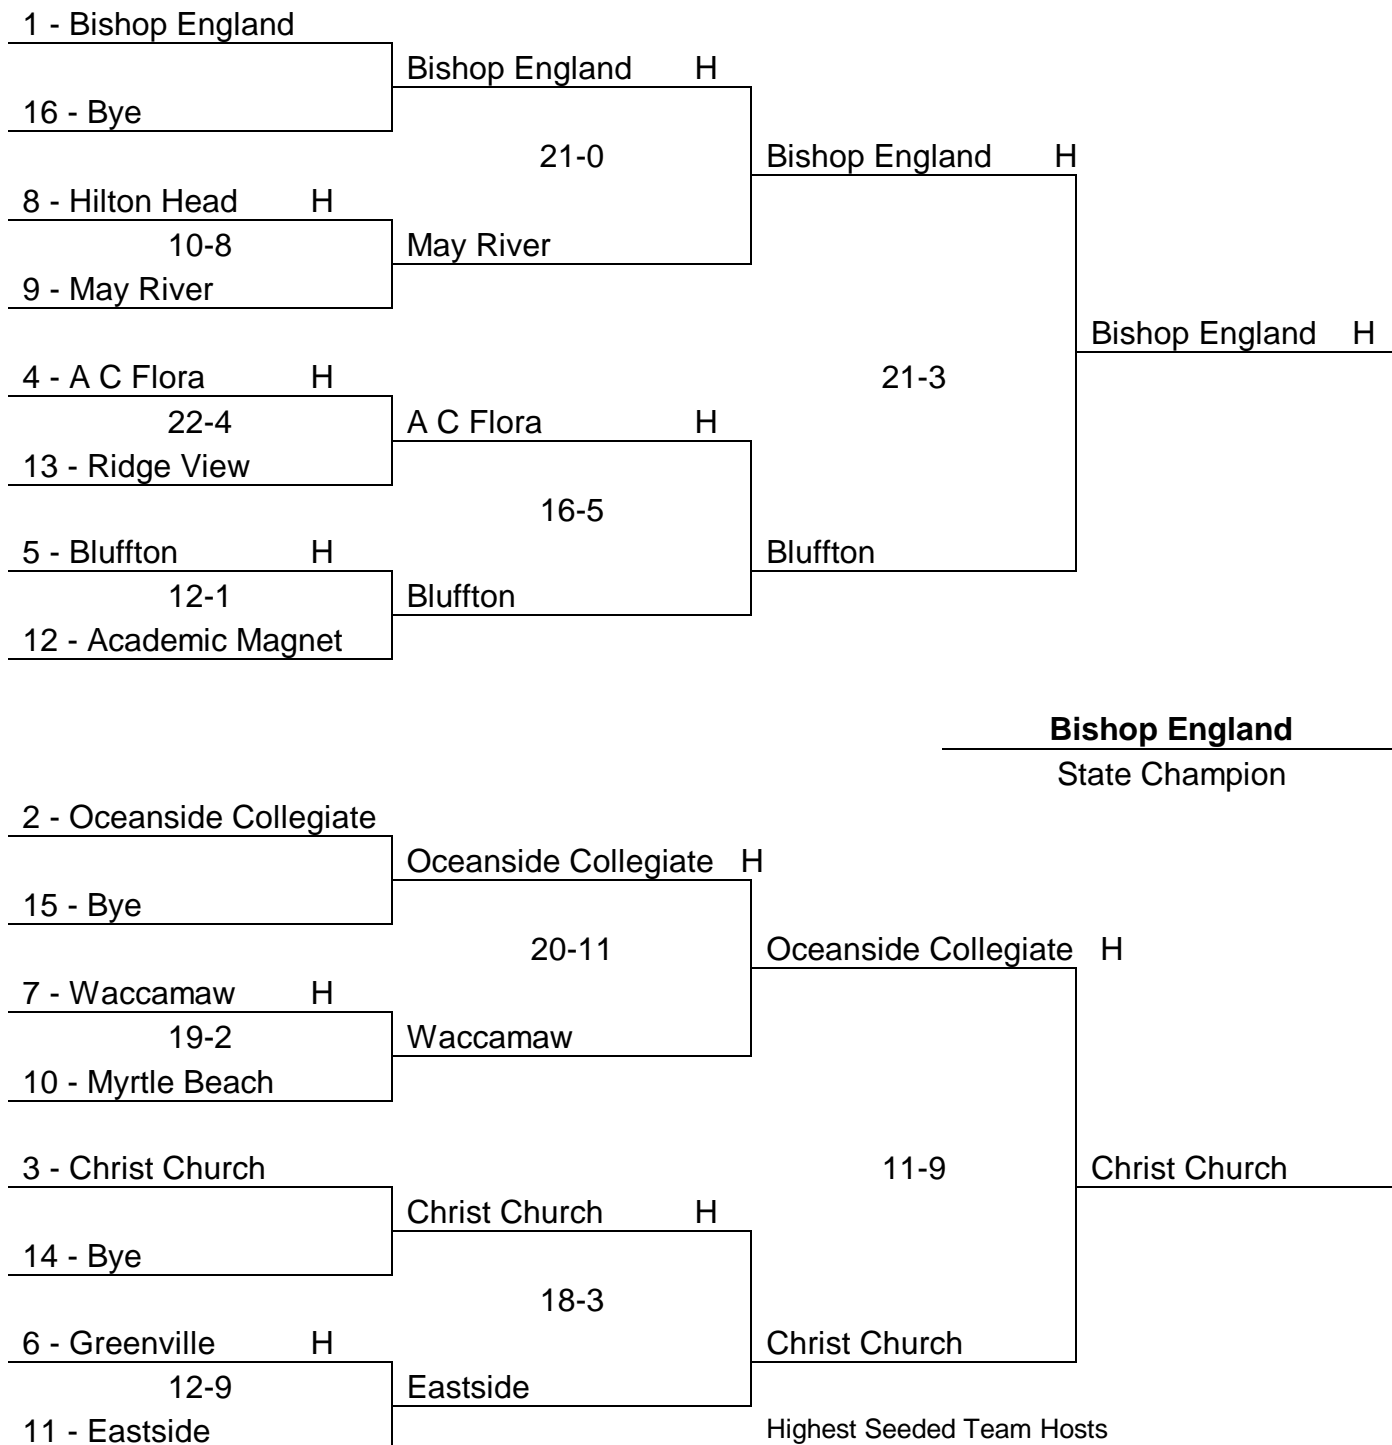 1 - Bishop England
Bishop England H
16 - Bye
21-0
Bishop England H
8 - Hilton Head H
10-8
May River
9 - May River
Bishop England H
4 - A C Flora H
21-3
22-4
A C Flora H
13 - Ridge View
16-5
5 - Bluffton H
Bluffton
12-1
Bluffton
12 - Academic Magnet
Bishop England
State Champion
2 - Oceanside Collegiate
Oceanside Collegiate H
15 - Bye
20-11
Oceanside Collegiate H
7 - Waccamaw H
19-2
Waccamaw
10 - Myrtle Beach
3 - Christ Church
11-9
Christ Church
Christ Church H
14 - Bye
18-3
6 - Greenville H
Christ Church
12-9
Eastside
11 - Eastside
Highest Seeded Team Hosts